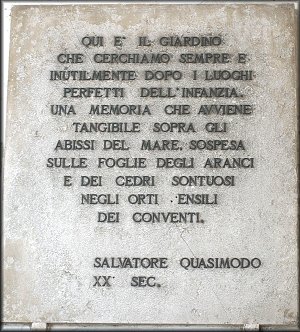 QUI E' IL GIARDINO
CHE CERCHIAMO SEMPRE E
INUTILMENTE DOPO I LUOGHI
PERFETTI DELL'INFANZIA.
UNA MEMORIA CHE AVVIENE
TANGIBILE SOPRA GLI
ABISSI DEL MARE, SOSPESA
SULLE FOGLIE DEGLI ARANCI
E DEI CEDRI SONTUOSI
NEGLI ORTI ENSILI
DEI CONVENTI.
SALVATORE QUASIMODO
XX° SEC.